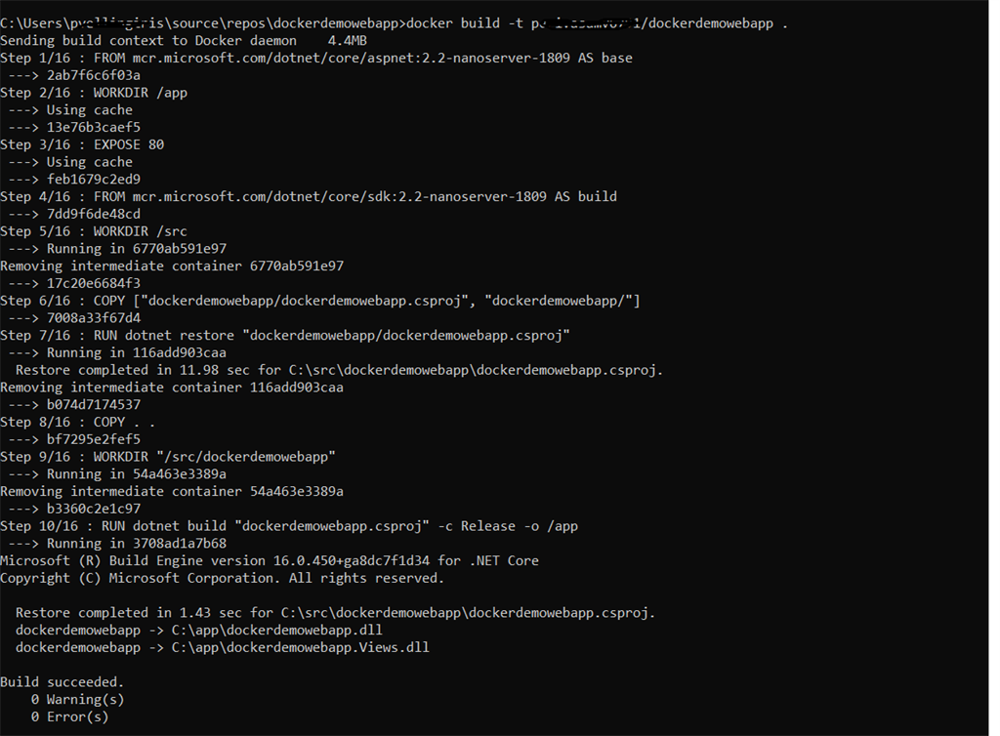 C:\Users\\source\repos\dockerdemowebapp>docker build -t /dockerdemowebapp .
Sending build context to Docker daemon    4.4MB
Step 1/16 : FROM mcr.microsoft.com/dotnet/core/aspnet:2.2-nanoserver-1809 AS base
 ---> 2ab7f6c6f03a
Step 2/16 : WORKDIR /app
 ---> Using cache
 ---> 13e76b3caef5
Step 3/16 : EXPOSE 80
 ---> Using cache
 ---> feb1679c2ed9
Step 4/16 : FROM mcr.microsoft.com/dotnet/core/sdk:2.2-nanoserver-1809 AS build
 ---> 7dd9f6de48cd
Step 5/16 : WORKDIR /src
 ---> Running in 6770ab591e97
Removing intermediate container 6770ab591e97
 ---> 17c20e6684f3
Step 6/16 : COPY ["dockerdemowebapp/dockerdemowebapp.csproj", "dockerdemowebapp/"]
 ---> 7008a33f67d4
Step 7/16 : RUN dotnet restore "dockerdemowebapp/dockerdemowebapp.csproj"
 ---> Running in 116add903caa
  Restore completed in 11.98 sec for C:\src\dockerdemowebapp\dockerdemowebapp.csproj.
Removing intermediate container 116add903caa
 ---> b074d7174537
Step 8/16 : COPY . .
 ---> bf7295e2fef5
Step 9/16 : WORKDIR "/src/dockerdemowebapp"
 ---> Running in 54a463e3389a
Removing intermediate container 54a463e3389a
 ---> b3360c2e1c97
Step 10/16 : RUN dotnet build "dockerdemowebapp.csproj" -c Release -o /app
 ---> Running in 3708ad1a7b68
Microsoft (R) Build Engine version 16.0.450+ga8dc7f1d34 for .NET Core
Copyright (C) Microsoft Corporation. All rights reserved.

  Restore completed in 1.43 sec for C:\src\dockerdemowebapp\dockerdemowebapp.csproj.
  dockerdemowebapp -> C:\app\dockerdemowebapp.dll
  dockerdemowebapp -> C:\app\dockerdemowebapp.Views.dll

Build succeeded.
    0 Warning(s)
    0 Error(s)